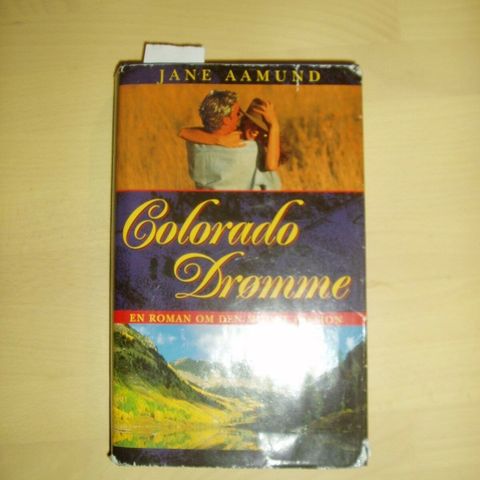 JANE AAMUND
Colorado
Drømme
EN ROMAN OM DEN